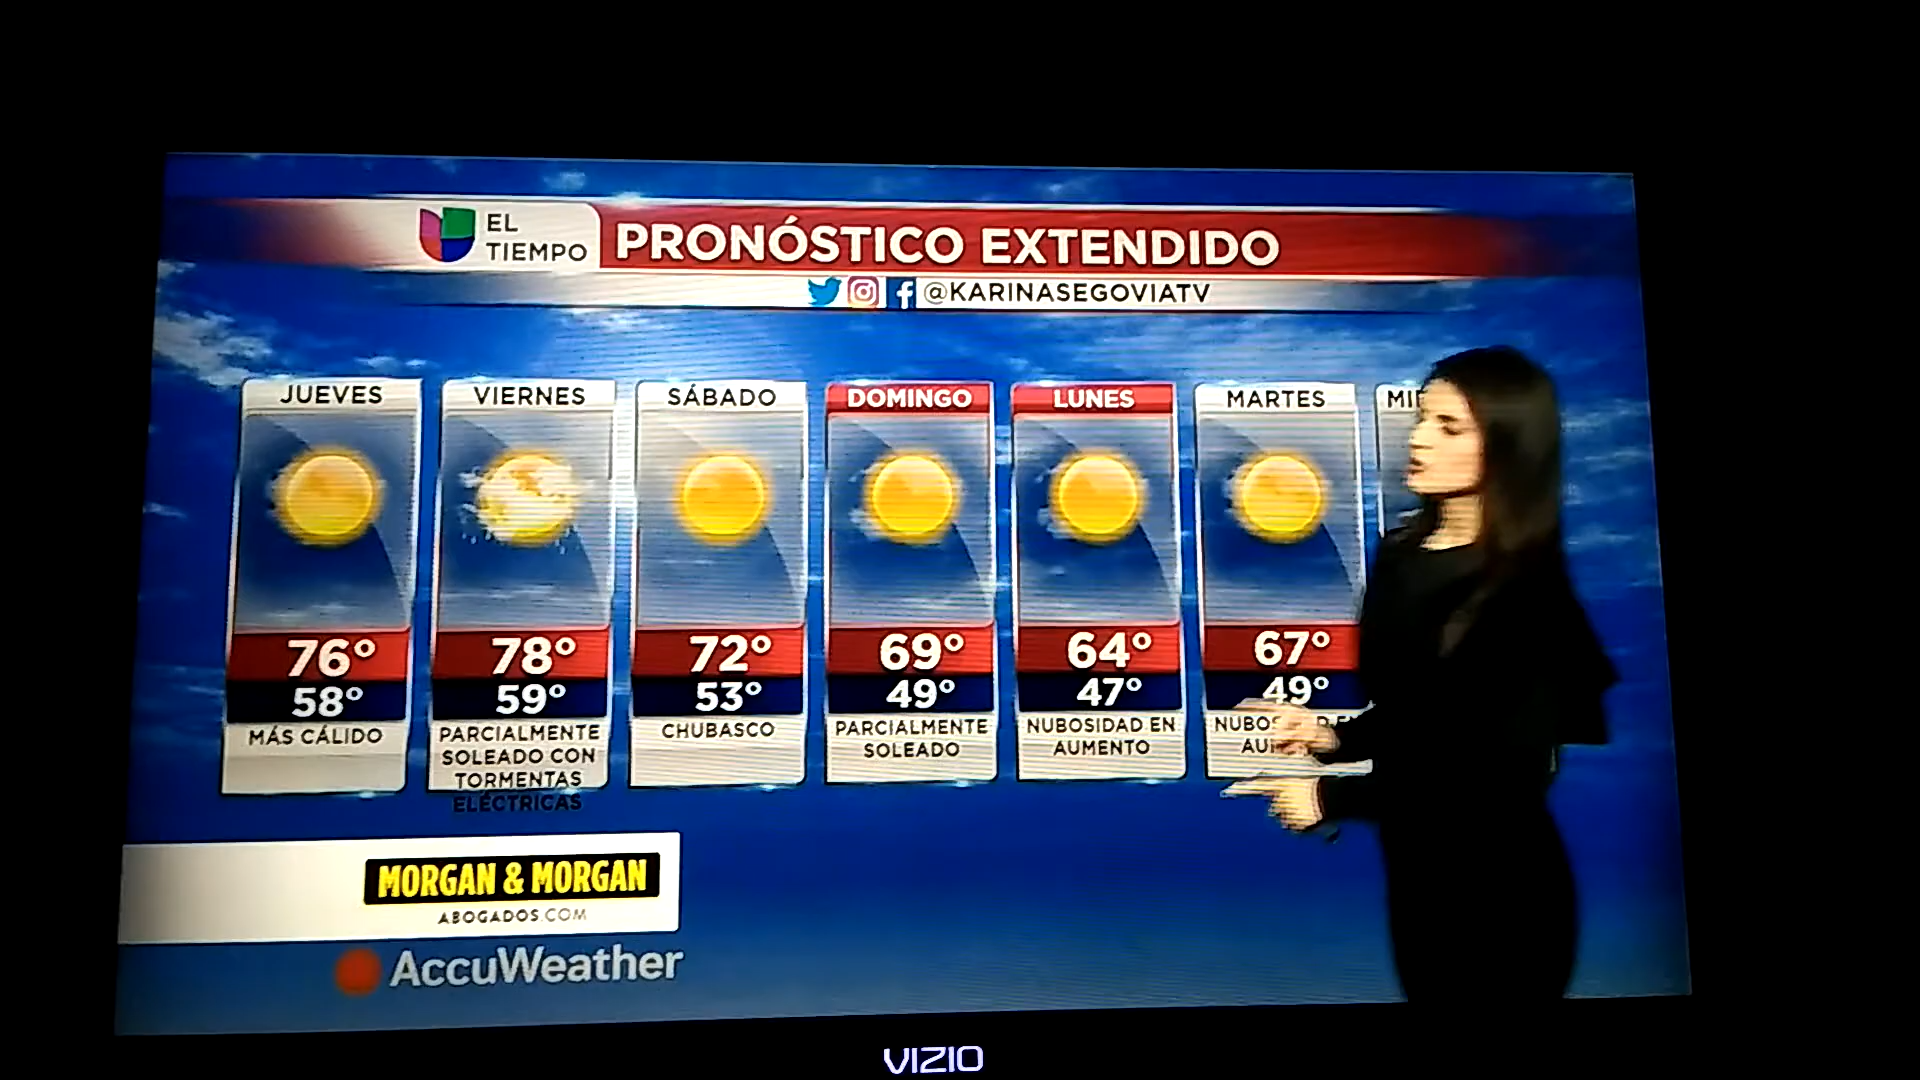 EL
TIEMPO
PRONÓSTICO EXTENDIDO
@KARINASEGOVIATV
JUEVES
76°
58°
MÁS CÁLIDO
VIERNES
78°
59°
PARCIALMENTE
SOLEADO CON
TORMENTAS
ELÉCTRICAS
SÁBADO
72°
53°
CHUBASCO
DOMINGO
69°
49°
PARCIALMENTE
SOLEADO
LUNES
64°
47°
NUBOSIDAD EN
AUMENTO
MARTES
67°
49°
MORGAN & MORGAN
ABOGADOS.COM
AccuWeather
VIZIO